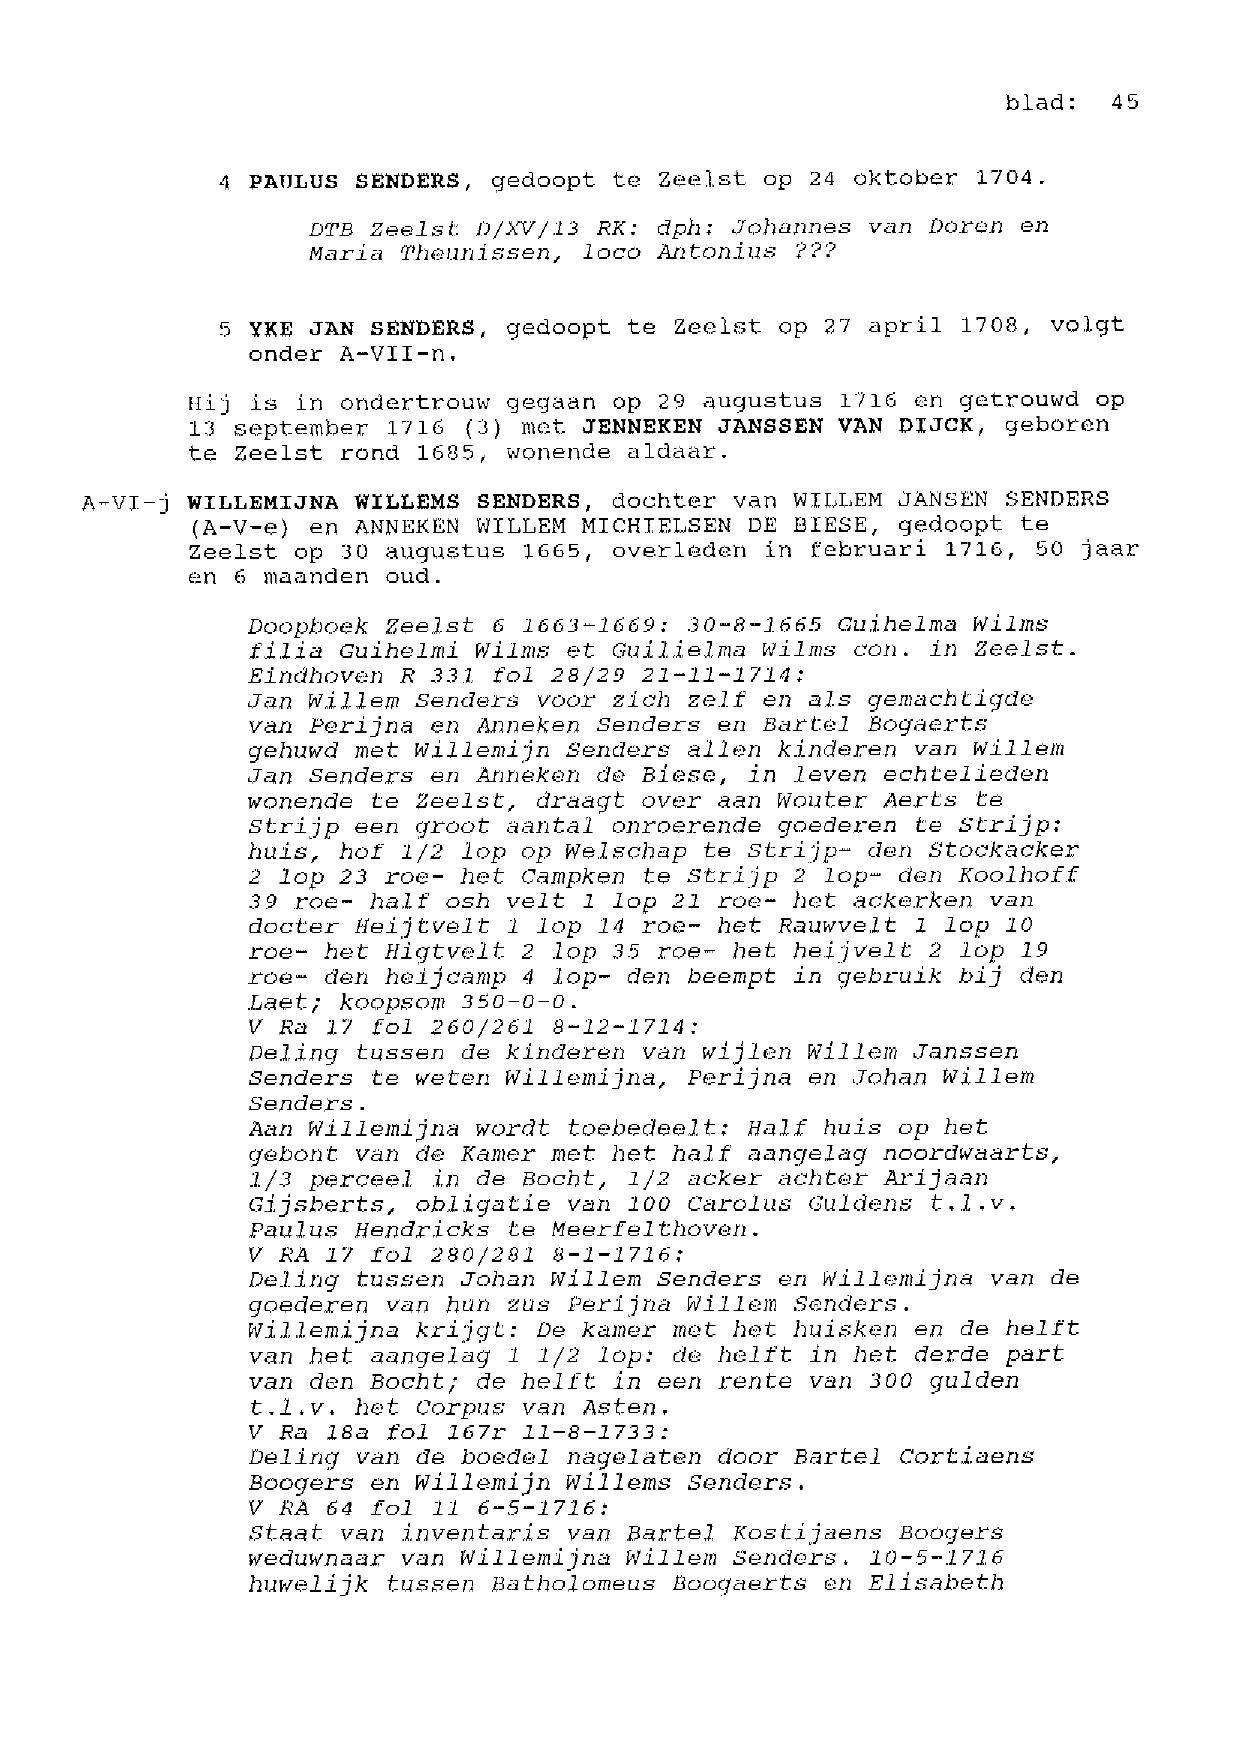 blad: 45
4 PAULUS SENDERS, gedoopt te Zeelst op 24 oktober 1704.
DTB Zeelst D/XV/13 RK: dph: Johannes van Doren en
Maria Theunissen, loco Antonius ???
5 YKE JAN SENDERS, gedoopt te Zeelst op 27 april 1708, volgt
onder A-VII-n.
Hij is in ondertrouw gegaan op 29 augustus 1716 en getrouwd op
13 september 1716 (3) met JENNEKEN JANSSEN VAN DIJCK, geboren
te Zeelst rond 1685, wonende aldaar.
A-VI-j WILLEMIJNA WILLEMS SENDERS, dochter van WILLEM JANSEN SENDERS
(A-V-e) en ANNEKEN WILLEM MICHIELSEN DE BIESE, gedoopt te
Zeelst op 30 augustus 1665, overleden in februari 1716, 50 jaar
en 6 maanden oud.
Doopboek Zeelst 6 1663-1669: 30-8-1665 Guihelma Wilms
filia Guihelmi Wilms et Guilielma Wilms con. in Zeelst.
Eindhoven R 331 fol 28/29 21-11-1714:
Jan Willem Senders voor zich zelf en als gemachtigde
van Perijna en Anneken Senders en Bartel Bogaerts
gehuwd met Willemijn Senders allen kinderen van Willem
Jan Senders en Anneken de Biese, in leven echtelieden
wonende te Zeelst, draagt over aan Wouter Aerts te
Strijp een groot aantal onroerende goederen te Strijp:
huis, hof 1/2 lop op Welschap te Strijp- den Stockacker
2 lop 23 roe- het Campken te Strijp 2 lop- den Koolhoff
39 roe- half osh velt 1 lop 21 roe- het ackerken van
docter Heijtvelt 1 lop 14 roe- het Rauwvelt 1 lop 10
roe- het Higtvelt 2 lop 35 roe- het heijvelt 2 lop 19
roe- den heijcamp 4 lop- den beempt in gebruik bij den
Laet; koopsom 350-0-0.
V Ra 17 fol 260/261 8-12-1714:
Deling tussen de kinderen van wijlen Willem Janssen
Senders te weten Willemijna, Perijna en Johan Willem
Senders.
Aan Willemijna wordt toebedeelt: Half huis op het
gebont van de Kamer met het half aangelag noordwaarts,
1/3 perceel in de Bocht, 1/2 acker achter Arijaan
Gijsberts, obligatie van 100 Carolus Guldens t.l.v.
Paulus Hendricks te Meerfelthoven.
V RA 17 fol 280/281 8-1-1716:
Deling tussen Johan Willem Senders en Willemijna van de
goederen van hun zus Perijna Willem Senders.
Willemijna krijgt: De kamer met het huisken en de helft
van het aangelag 1 1/2 lop: de helft in het derde part
van den Bocht; de helft in een rente van 300 gulden
t.l.v. het Corpus van Asten.
V Ra 18a fol 167r 11-8-1733:
Deling van de boedel nagelaten door Bartel Cortiaens
Boogers en Willemijn Willems Senders.
V RA 64 fol 11 6-5-1716:
Staat van inventaris van Bartel Kostijaens Boogers
weduwnaar van Willemijna Willem Senders. 10-5-1716
huwelijk tussen Batholomeus Boogaerts en Elisabeth